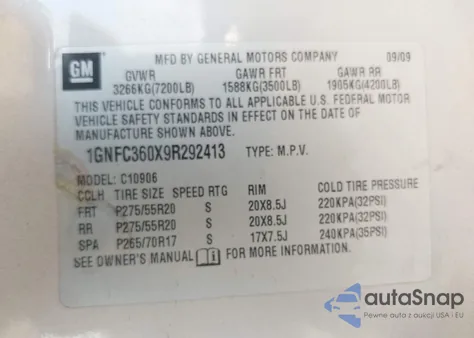 GM
MFD BY GENERAL MOTORS COMPANY 09/09
GVWR GAWR FRT GAWR RR
3266KG(7200LB) 1588KG(3500LB) 1905KG(4200LB)
THIS VEHICLE CONFORMS TO ALL APPLICABLE U.S. FEDERAL MOTOR
VEHICLE SAFETY STANDARDS IN EFFECT ON THE DATE OF
MANUFACTURE SHOWN ABOVE.
1GNFC360X9R292413 TYPE: M.P.V.
MODEL: C10906
CCLH TIRE SIZE SPEED RTG RIM COLD TIRE PRESSURE
FRT P275/55R20 S 20X8.5J 220KPA(32PSI)
RR P275/55R20 S 20X8.5J 220KPA(32PSI)
SPA P265/70R17 S 17X7.5J 240KPA(35PSI)
SEE OWNER'S MANUAL i FOR MORE INFORMATION.
autoSnap
Pewne auta z aukcji USA i EU